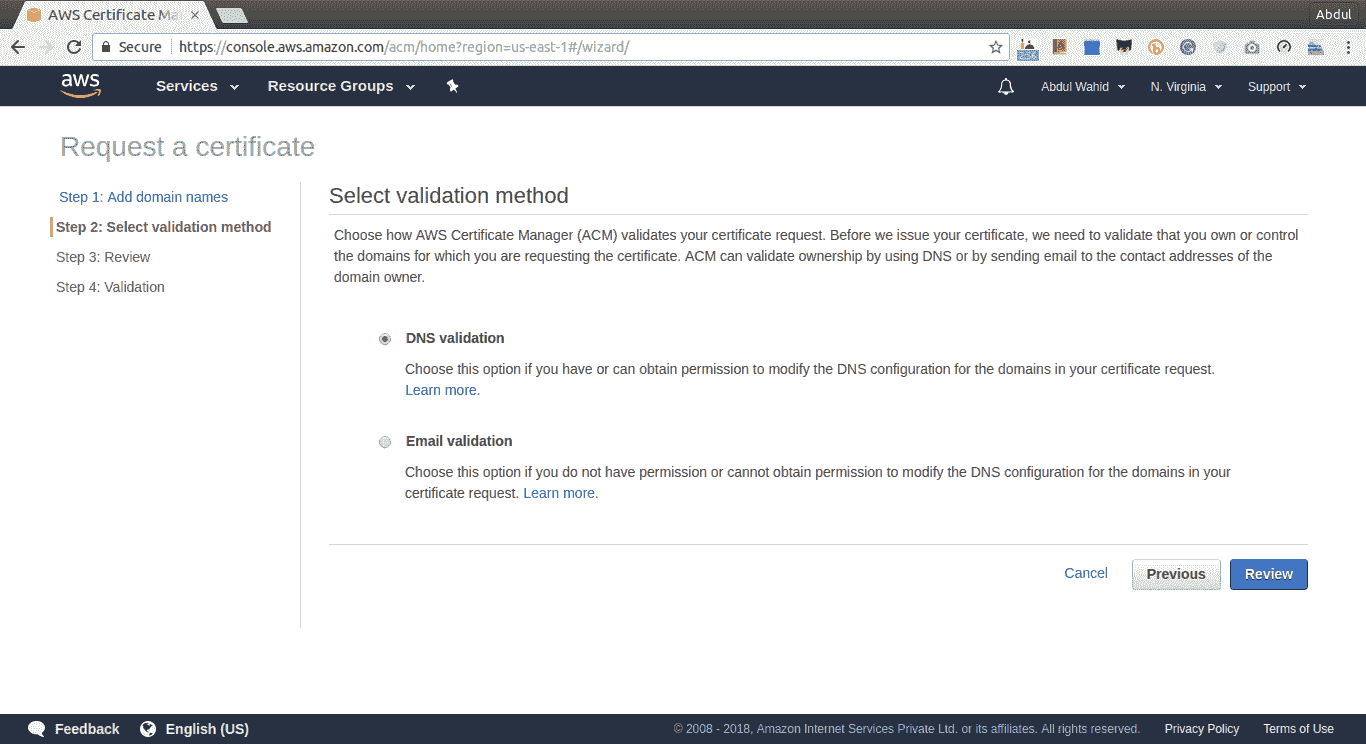 AWS Certificate Ma
Abdul
Secure https://console.aws.amazon.com/acm/home?region=us-east-1#/wizard/
aws Services Resource Groups Abdul Wahid N. Virginia Support
Request a certificate
Step 1: Add domain names
Step 2: Select validation method
Step 3: Review
Step 4: Validation
Select validation method
Choose how AWS Certificate Manager (ACM) validates your certificate request. Before we issue your certificate, we need to validate that you own or control
the domains for which you are requesting the certificate. ACM can validate ownership by using DNS or by sending email to the contact addresses of the
domain owner.
DNS validation
Choose this option if you have or can obtain permission to modify the DNS configuration for the domains in your certificate request.
Learn more.
Email validation
Choose this option if you do not have permission or cannot obtain permission to modify the DNS configuration for the domains in your
certificate request. Learn more.
Cancel Previous Review
Feedback English (US) © 2008 - 2018, Amazon Internet Services Private Ltd. or its affiliates. All rights reserved. Privacy Policy Terms of Use